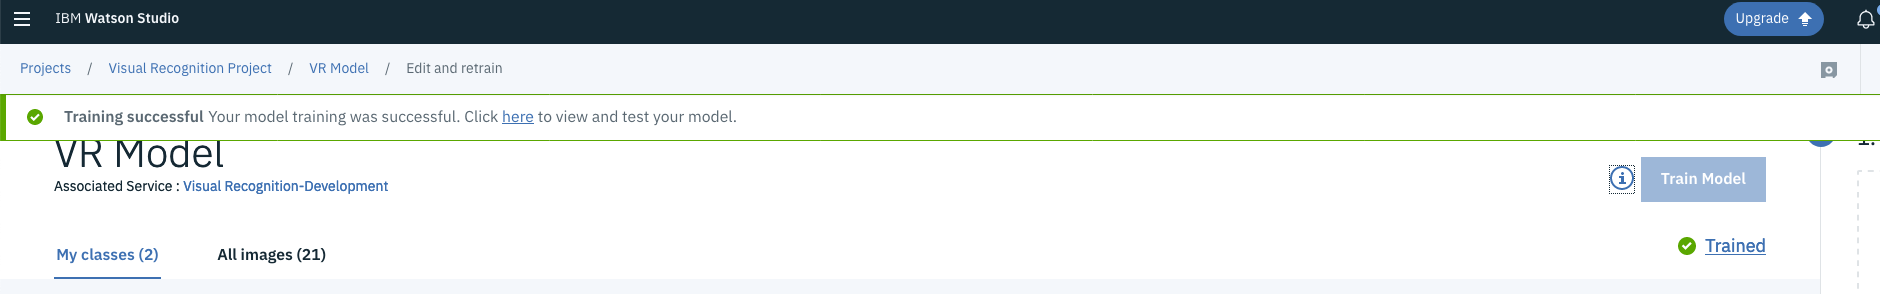 IBM Watson Studio
Upgrade
Projects / Visual Recognition Project / VR Model / Edit and retrain
Training successful Your model training was successful. Click here to view and test your model.
VR Model
Associated Service : Visual Recognition-Development
Train Model
My classes (2) All images (21)
Trained